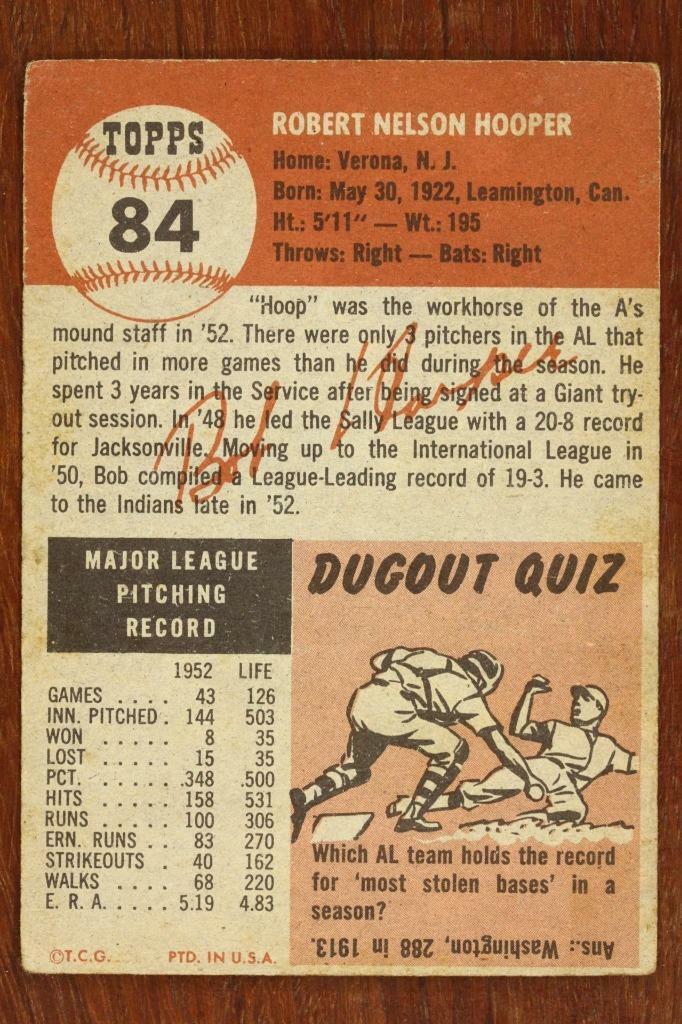 TOPPS
84
ROBERT NELSON HOOPER
Home: Verona, N. J.
Born: May 30, 1922, Leamington, Can.
Ht.: 5'11" — Wt.: 195
Throws: Right — Bats: Right
"Hoop" was the workhorse of the A's
mound staff in '52. There were only 3 pitchers in the AL that
pitched in more games than he did during the season. He
spent 3 years in the Service after being signed at a Giant try-
out session. In '48 he led the Sally League with a 20-8 record
for Jacksonville. Moving up to the International League in
'50, Bob compiled a League-Leading record of 19-3. He came
to the Indians late in '52.
Bob Hooper
MAJOR LEAGUE
PITCHING
RECORD
1952 LIFE
GAMES . . . . 43 126
INN. PITCHED . 144 503
WON . . . . . 8 35
LOST . . . . . 15 35
PCT. . . . . . .348 .500
HITS . . . . . 158 531
RUNS . . . . . 100 306
ERN. RUNS . . 83 270
STRIKEOUTS . 40 162
WALKS . . . . 68 220
E. R. A. . . . . 5.19 4.83
©T.C.G. PTD. IN U.S.A.
DUGOUT QUIZ
Which AL team holds the record
for 'most stolen bases' in a
season?
Ans.: Washington, 288 in 1913.